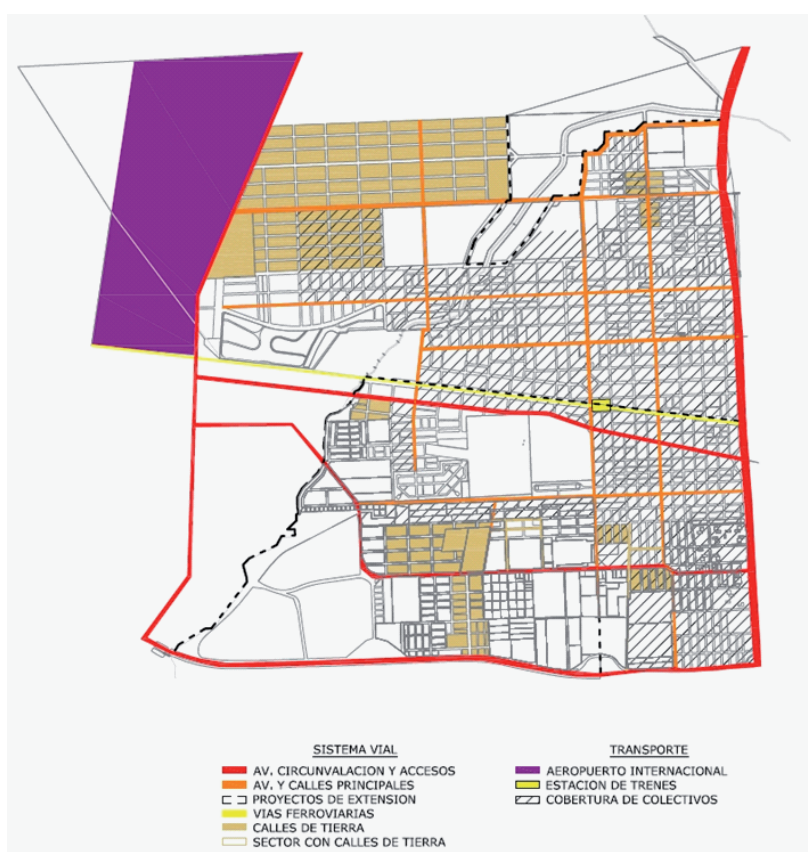 SISTEMA VIAL
AV. CIRCUNVALACION Y ACCESOS
AV. Y CALLES PRINCIPALES
PROYECTOS DE EXTENSION
VIAS FERROVIARIAS
CALLES DE TIERRA
SECTOR CON CALLES DE TIERRA
TRANSPORTE
AEROPUERTO INTERNACIONAL
ESTACION DE TRENES
COBERTURA DE COLECTIVOS